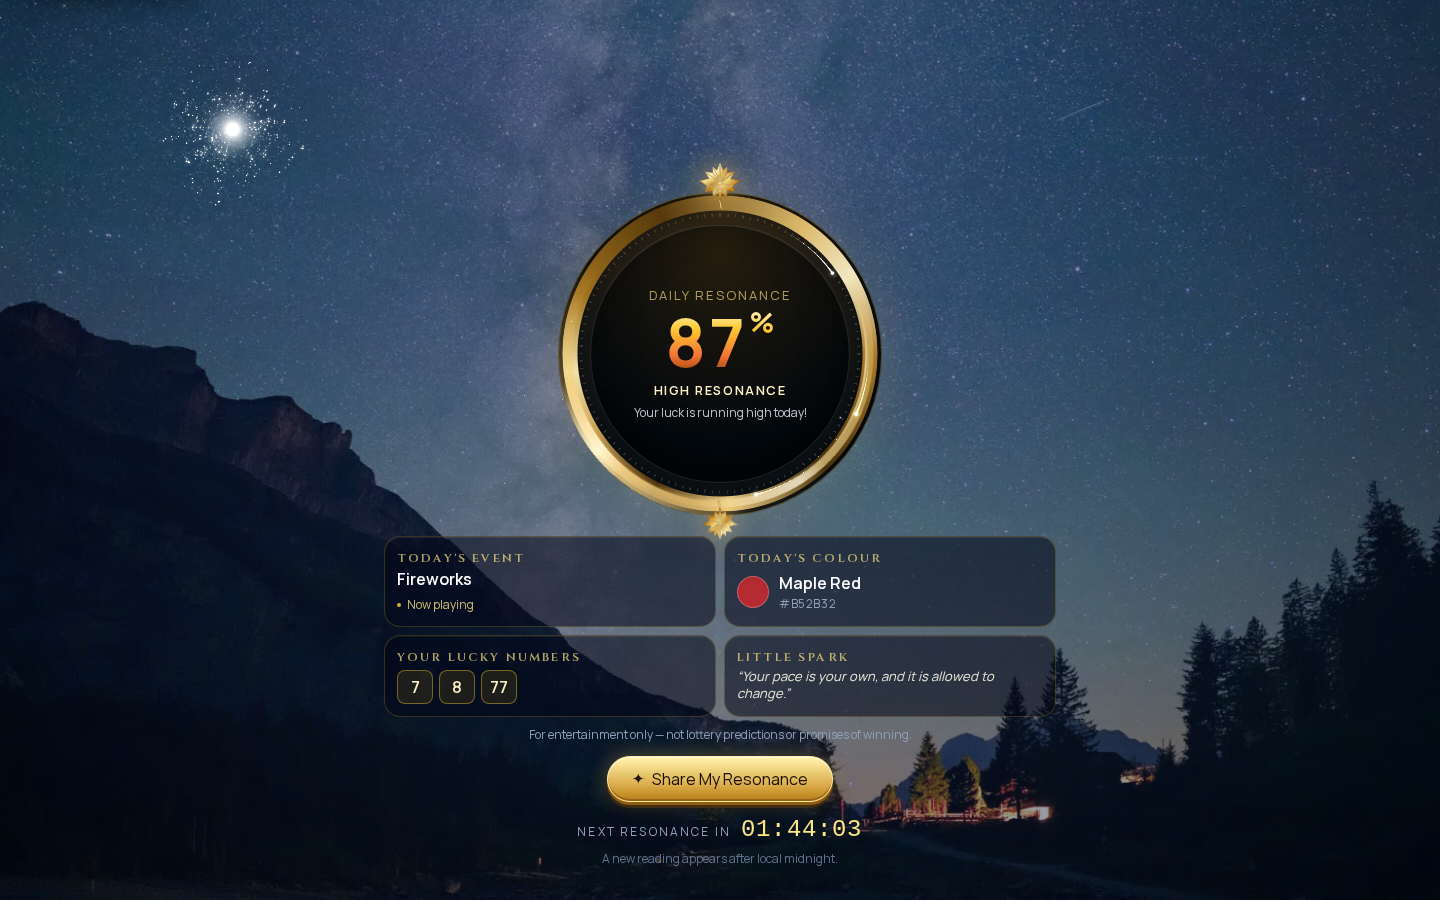 DAILY RESONANCE
87%
HIGH RESONANCE
Your luck is running high today!
TODAY'S EVENT
Fireworks
Now playing
TODAY'S COLOUR
Maple Red
#B52B32
YOUR LUCKY NUMBERS
7 8 77
LITTLE SPARK
“Your pace is your own, and it is allowed to
change.”
For entertainment only — not lottery predictions or promises of winning.
✦ Share My Resonance
NEXT RESONANCE IN 01:44:03
A new reading appears after local midnight.